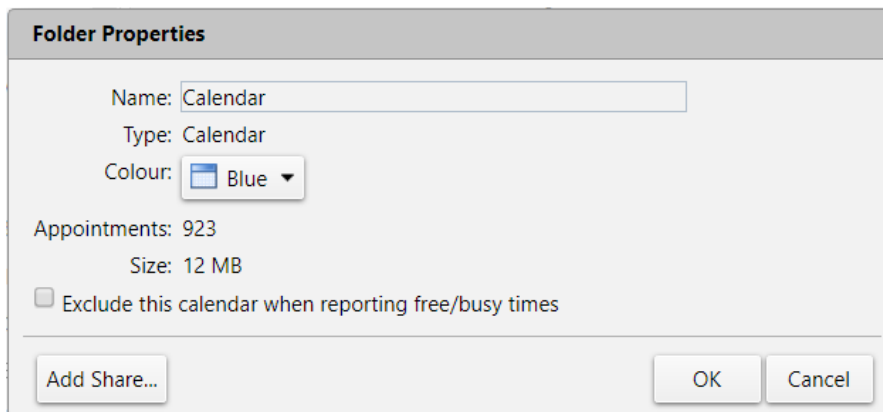 Folder Properties
Name: Calendar
Type: Calendar
Colour: Blue
Appointments: 923
Size: 12 MB
Exclude this calendar when reporting free/busy times
Add Share... OK Cancel